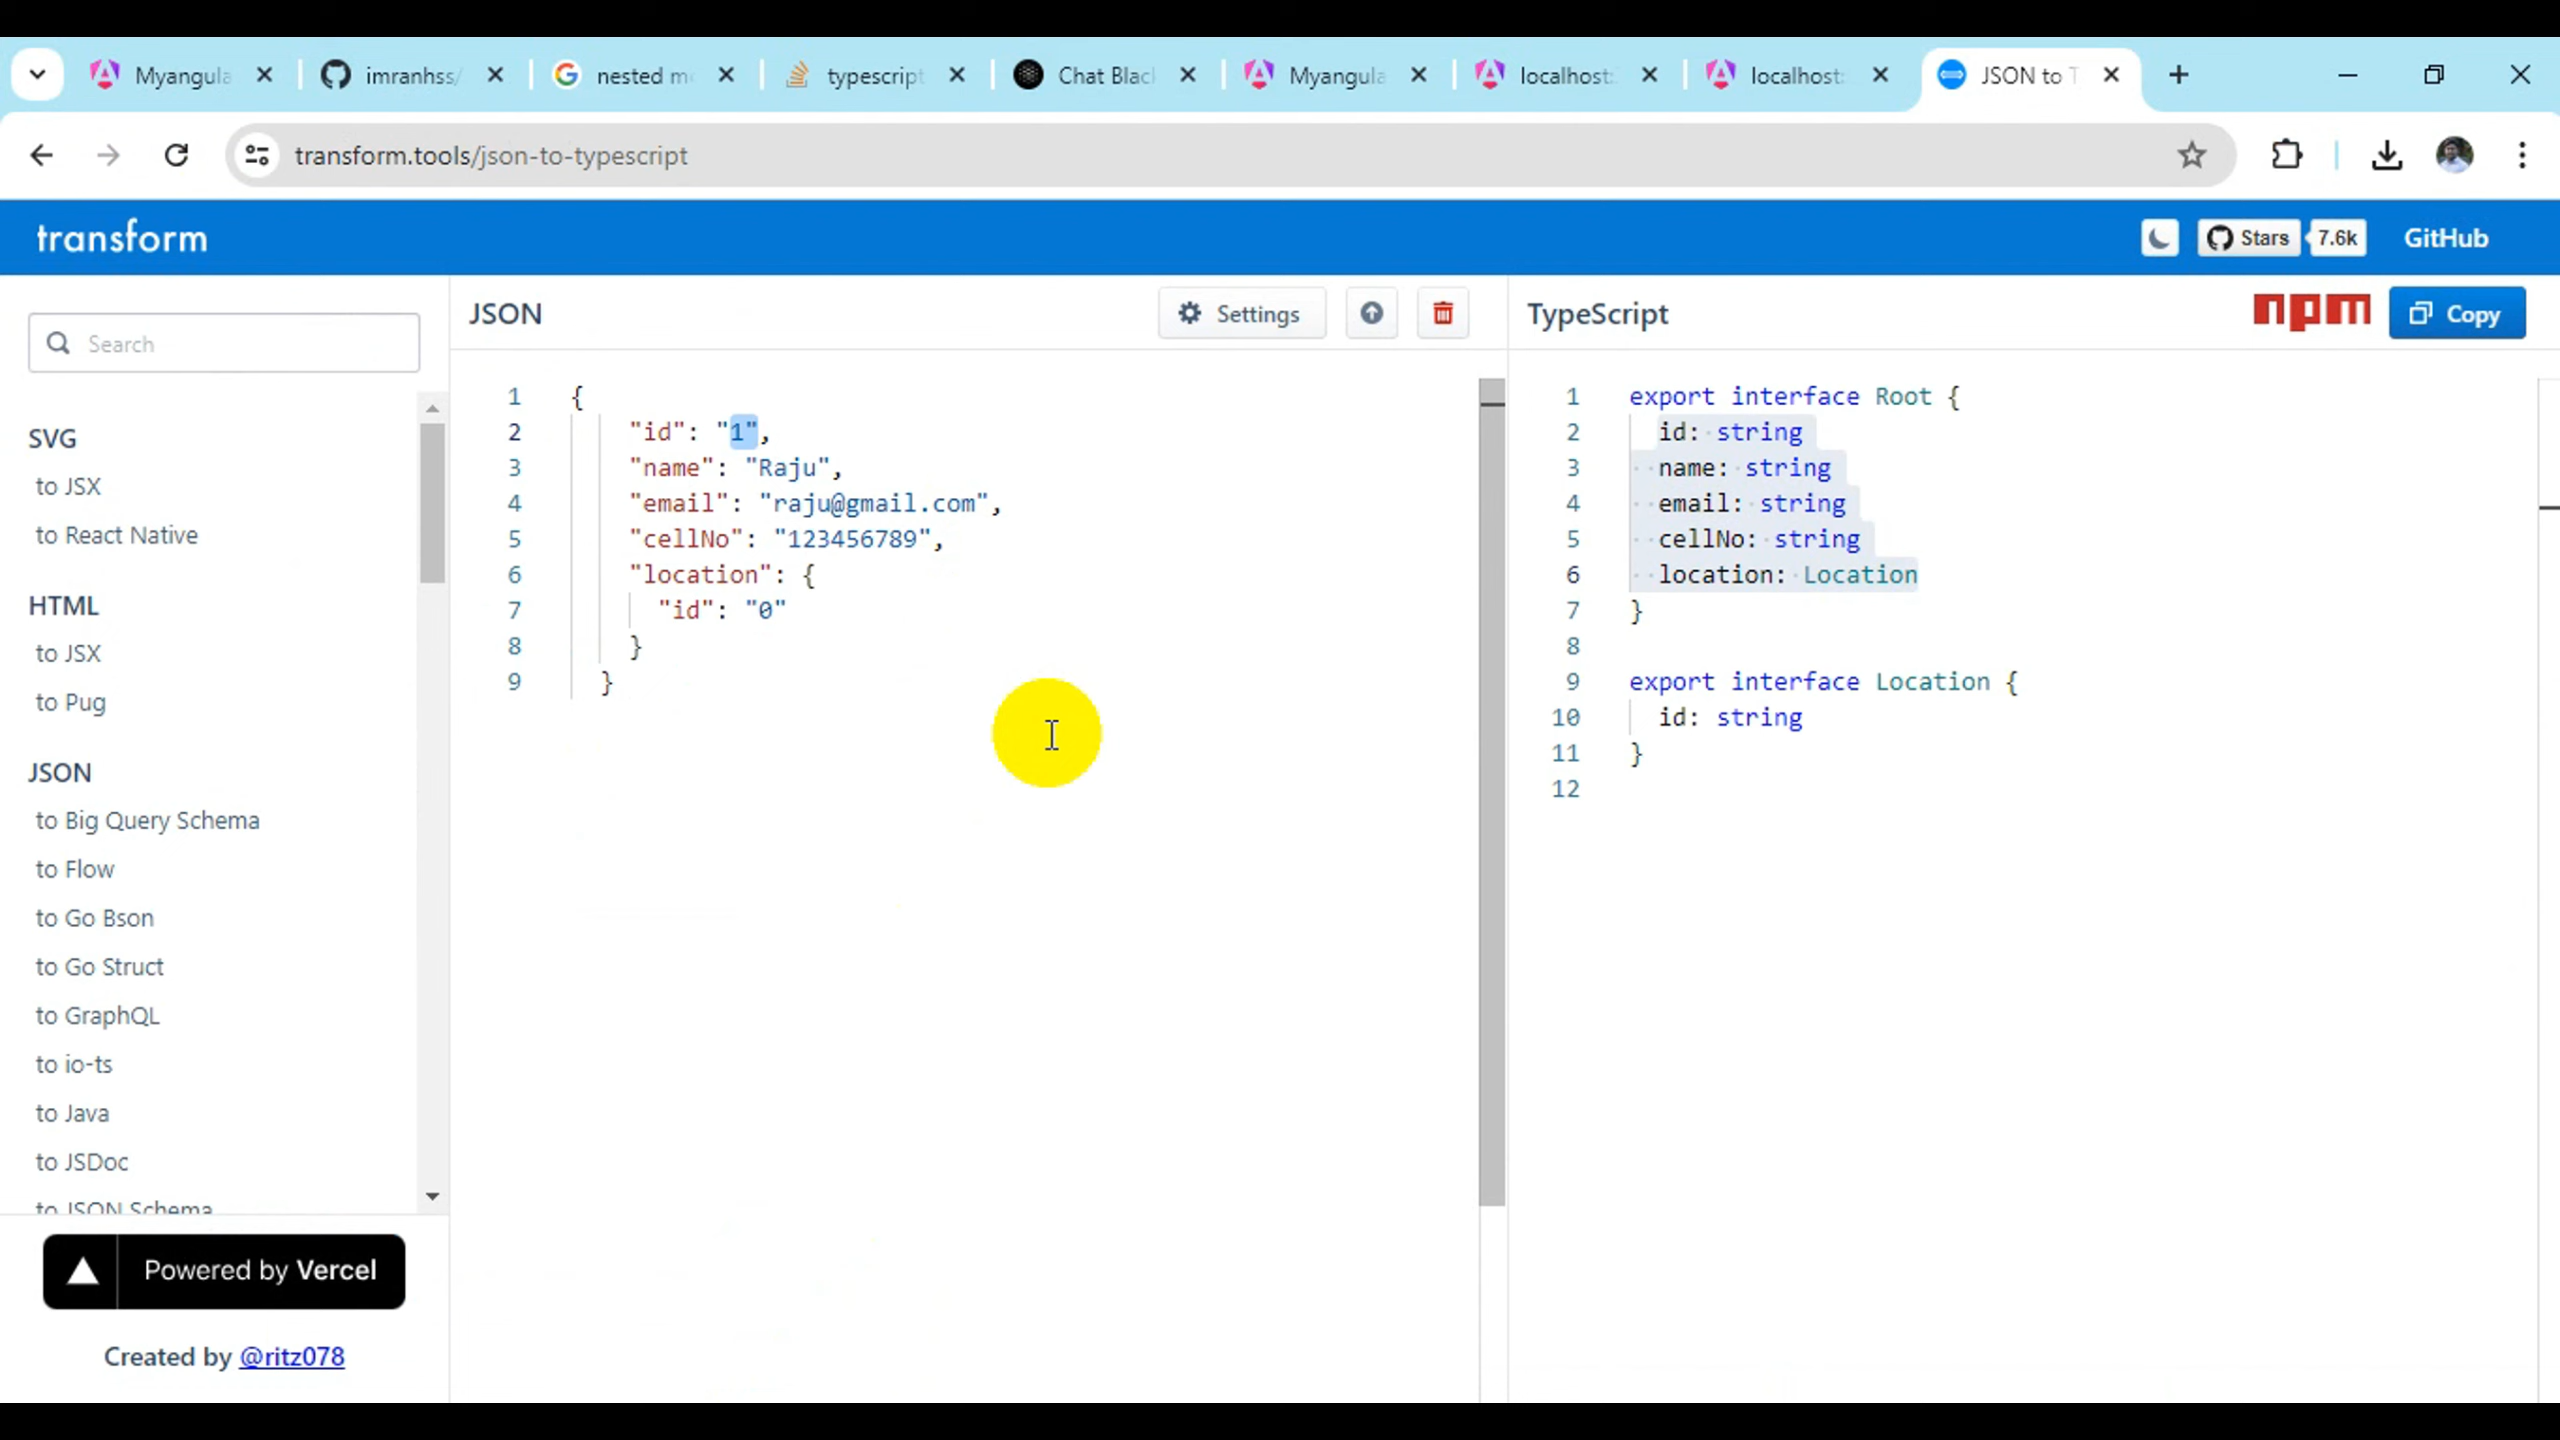 Myangula
imranhss/
nested m
typescript
Chat Blac
Myangula
localhost:
localhost:
JSON to T
transform.tools/json-to-typescript
transform
Stars
7.6k
GitHub
Search
SVG
to JSX
to React Native
HTML
to JSX
to Pug
JSON
to Big Query Schema
to Flow
to Go Bson
to Go Struct
to GraphQL
to io-ts
to Java
to JSDoc
to JSON Schema
Powered by Vercel
Created by @ritz078
JSON
Settings
1 {
2 "id": "1",
3 "name": "Raju",
4 "email": "raju@gmail.com",
5 "cellNo": "123456789",
6 "location": {
7 "id": "0"
8 }
9 }
TypeScript
npm
Copy
1 export interface Root {
2 id: string
3 name: string
4 email: string
5 cellNo: string
6 location: Location
7 }
8
9 export interface Location {
10 id: string
11 }
12